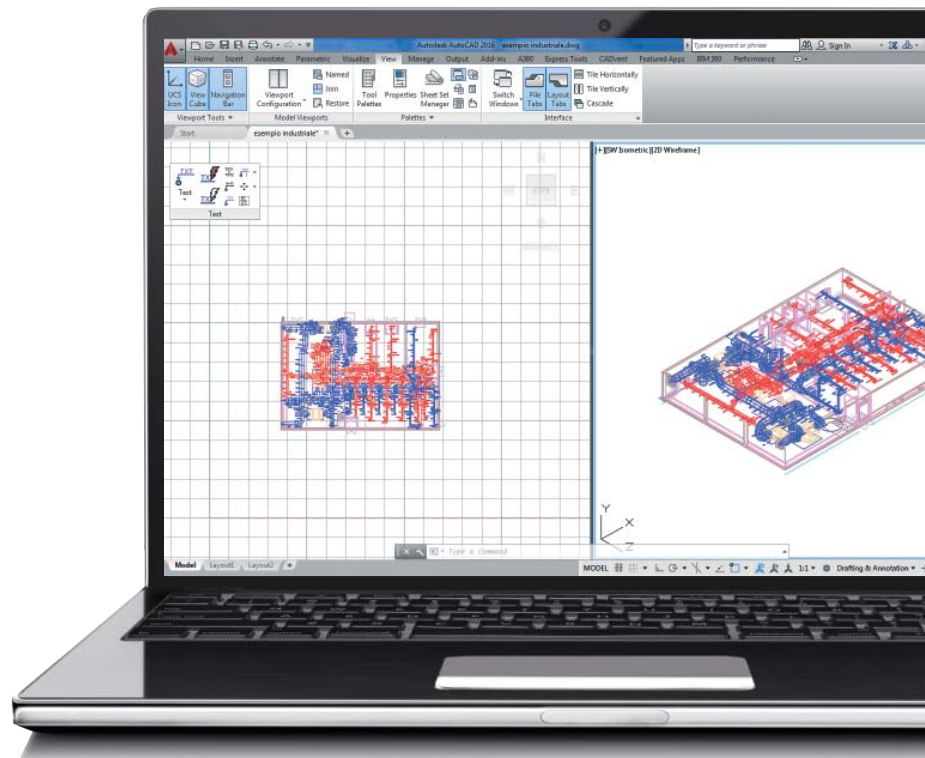 Autodesk AutoCAD 2016 esempio industriale.dwg
Type a keyword or phrase
Sign In
Home Insert Annotate Parametric Visualize View Manage Output Add-ins A360 Express Tools CADvent Featured Apps BIM 360 Performance
UCS Icon
View Cube
Navigation Bar
Viewport Configuration
Named
Join
Restore
Tool Palettes
Properties
Sheet Set Manager
Switch Windows
File Tabs
Layout Tabs
Tile Horizontally
Tile Vertically
Cascade
Viewport Tools
Model Viewports
Palettes
Interface
Start
esempio industriale*
[+][SW Isometric][2D Wireframe]
TXT
Text
Text
Y
X
Z
Type a command
Model Layout1 Layout2
MODEL
1:1
Drafting & Annotation